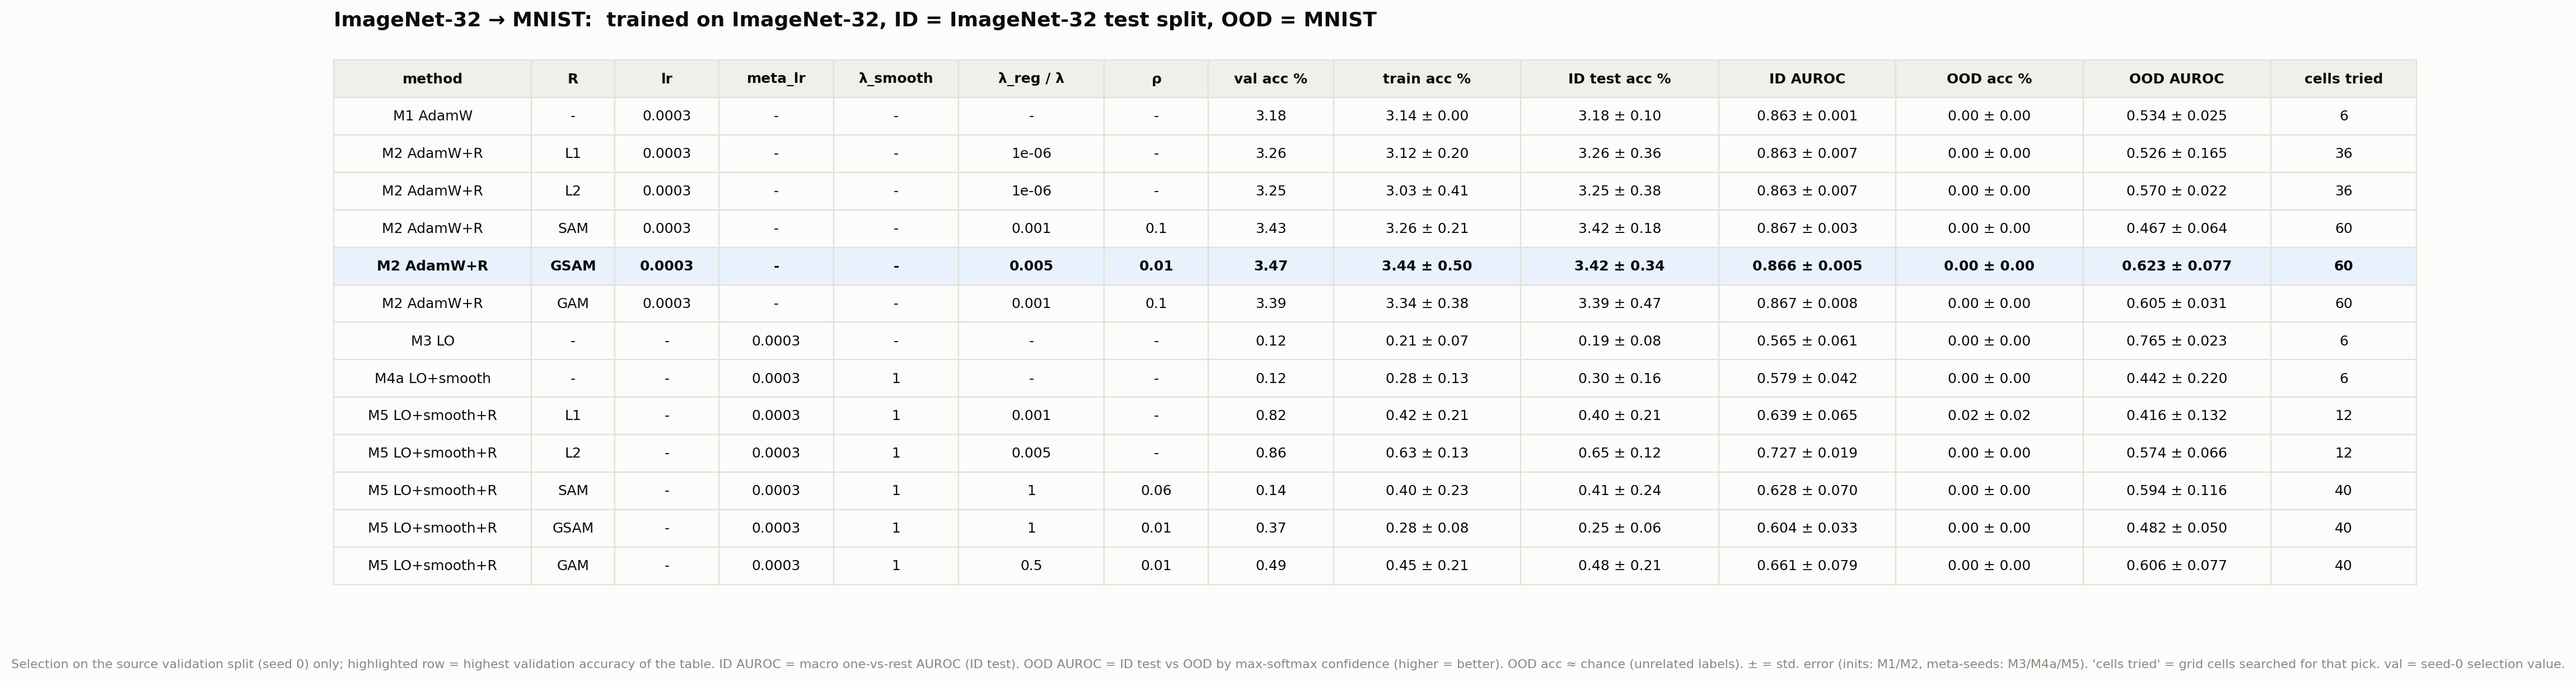 ImageNet-32 → MNIST:  trained on ImageNet-32, ID = ImageNet-32 test split, OOD = MNIST
method R lr meta_lr λ_smooth λ_reg / λ ρ val acc % train acc % ID test acc % ID AUROC OOD acc % OOD AUROC cells tried
M1 AdamW - 0.0003 - - - - 3.18 3.14 ± 0.00 3.18 ± 0.10 0.863 ± 0.001 0.00 ± 0.00 0.534 ± 0.025 6
M2 AdamW+R L1 0.0003 - - 1e-06 - 3.26 3.12 ± 0.20 3.26 ± 0.36 0.863 ± 0.007 0.00 ± 0.00 0.526 ± 0.165 36
M2 AdamW+R L2 0.0003 - - 1e-06 - 3.25 3.03 ± 0.41 3.25 ± 0.38 0.863 ± 0.007 0.00 ± 0.00 0.570 ± 0.022 36
M2 AdamW+R SAM 0.0003 - - 0.001 0.1 3.43 3.26 ± 0.21 3.42 ± 0.18 0.867 ± 0.003 0.00 ± 0.00 0.467 ± 0.064 60
M2 AdamW+R GSAM 0.0003 - - 0.005 0.01 3.47 3.44 ± 0.50 3.42 ± 0.34 0.866 ± 0.005 0.00 ± 0.00 0.623 ± 0.077 60
M2 AdamW+R GAM 0.0003 - - 0.001 0.1 3.39 3.34 ± 0.38 3.39 ± 0.47 0.867 ± 0.008 0.00 ± 0.00 0.605 ± 0.031 60
M3 LO - - 0.0003 - - - 0.12 0.21 ± 0.07 0.19 ± 0.08 0.565 ± 0.061 0.00 ± 0.00 0.765 ± 0.023 6
M4a LO+smooth - - 0.0003 1 - - 0.12 0.28 ± 0.13 0.30 ± 0.16 0.579 ± 0.042 0.00 ± 0.00 0.442 ± 0.220 6
M5 LO+smooth+R L1 - 0.0003 1 0.001 - 0.82 0.42 ± 0.21 0.40 ± 0.21 0.639 ± 0.065 0.02 ± 0.02 0.416 ± 0.132 12
M5 LO+smooth+R L2 - 0.0003 1 0.005 - 0.86 0.63 ± 0.13 0.65 ± 0.12 0.727 ± 0.019 0.00 ± 0.00 0.574 ± 0.066 12
M5 LO+smooth+R SAM - 0.0003 1 1 0.06 0.14 0.40 ± 0.23 0.41 ± 0.24 0.628 ± 0.070 0.00 ± 0.00 0.594 ± 0.116 40
M5 LO+smooth+R GSAM - 0.0003 1 1 0.01 0.37 0.28 ± 0.08 0.25 ± 0.06 0.604 ± 0.033 0.00 ± 0.00 0.482 ± 0.050 40
M5 LO+smooth+R GAM - 0.0003 1 0.5 0.01 0.49 0.45 ± 0.21 0.48 ± 0.21 0.661 ± 0.079 0.00 ± 0.00 0.606 ± 0.077 40
Selection on the source validation split (seed 0) only; highlighted row = highest validation accuracy of the table. ID AUROC = macro one-vs-rest AUROC (ID test). OOD AUROC = ID test vs OOD by max-softmax confidence (higher = better). OOD acc ≈ chance (unrelated labels). ± = std. error (inits: M1/M2, meta-seeds: M3/M4a/M5). 'cells tried' = grid cells searched for that pick. val = seed-0 selection value.